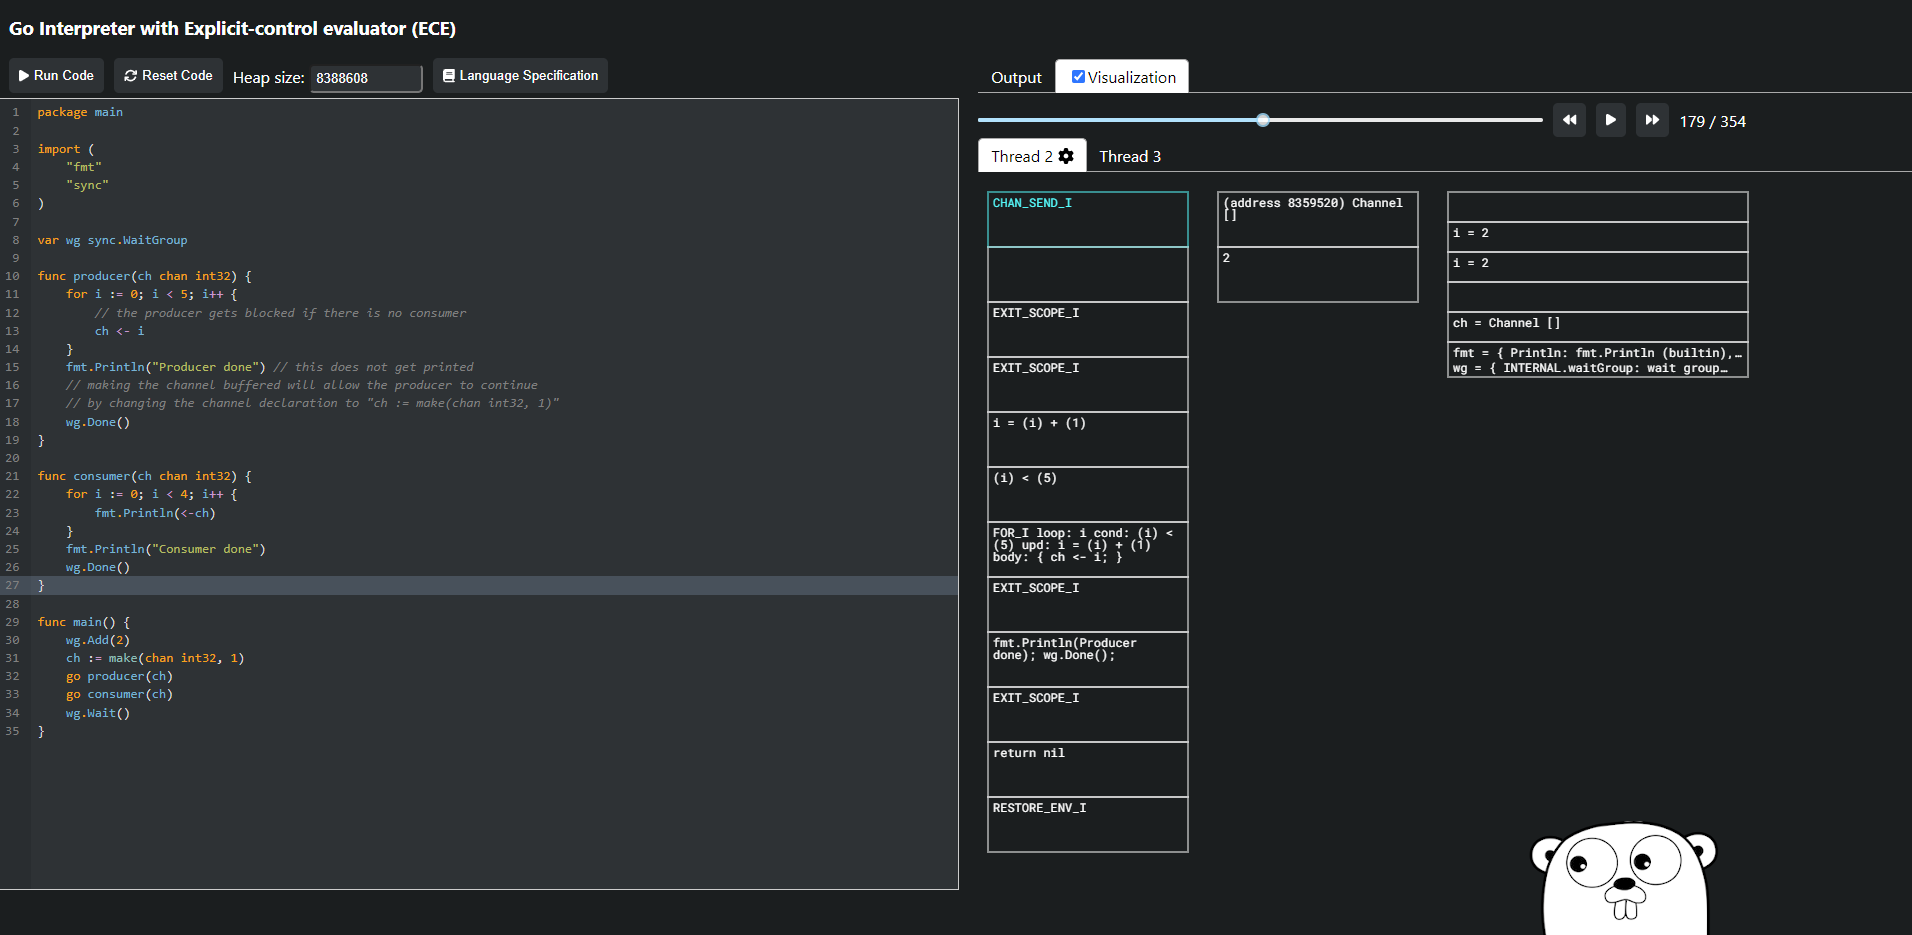 Go Interpreter with Explicit-control evaluator (ECE)
Run Code
Reset Code
Heap size:
8388608
Language Specification
1 package main
2
3 import (
4     "fmt"
5     "sync"
6 )
7
8 var wg sync.WaitGroup
9
10 func producer(ch chan int32) {
11     for i := 0; i < 5; i++ {
12         // the producer gets blocked if there is no consumer
13         ch <- i
14     }
15     fmt.Println("Producer done") // this does not get printed
16     // making the channel buffered will allow the producer to continue
17     // by changing the channel declaration to "ch := make(chan int32, 1)"
18     wg.Done()
19 }
20
21 func consumer(ch chan int32) {
22     for i := 0; i < 4; i++ {
23         fmt.Println(<-ch)
24     }
25     fmt.Println("Consumer done")
26     wg.Done()
27 }
28
29 func main() {
30     wg.Add(2)
31     ch := make(chan int32, 1)
32     go producer(ch)
33     go consumer(ch)
34     wg.Wait()
35 }
Output
Visualization
179 / 354
Thread 2
Thread 3
CHAN_SEND_I
EXIT_SCOPE_I
EXIT_SCOPE_I
i = (i) + (1)
(i) < (5)
FOR_I loop: i cond: (i) <
(5) upd: i = (i) + (1)
body: { ch <- i; }
EXIT_SCOPE_I
fmt.Println(Producer
done); wg.Done();
EXIT_SCOPE_I
return nil
RESTORE_ENV_I
(address 8359520) Channel
[]
2
i = 2
i = 2
ch = Channel []
fmt = { Println: fmt.Println (builtin),…
wg = { INTERNAL.waitGroup: wait group…